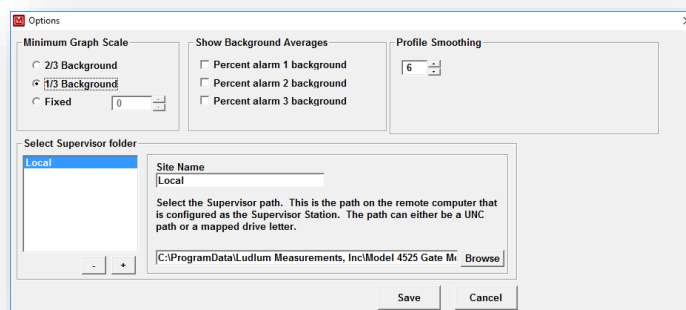 Options
Minimum Graph Scale
2/3 Background
1/3 Background
Fixed
0
Show Background Averages
Percent alarm 1 background
Percent alarm 2 background
Percent alarm 3 background
Profile Smoothing
6
Select Supervisor folder
Local
- +
Site Name
Local
Select the Supervisor path. This is the path on the remote computer that
is configured as the Supervisor Station. The path can either be a UNC
path or a mapped drive letter.
C:\ProgramData\Ludlum Measurements, Inc\Model 4525 Gate
Browse
Save Cancel